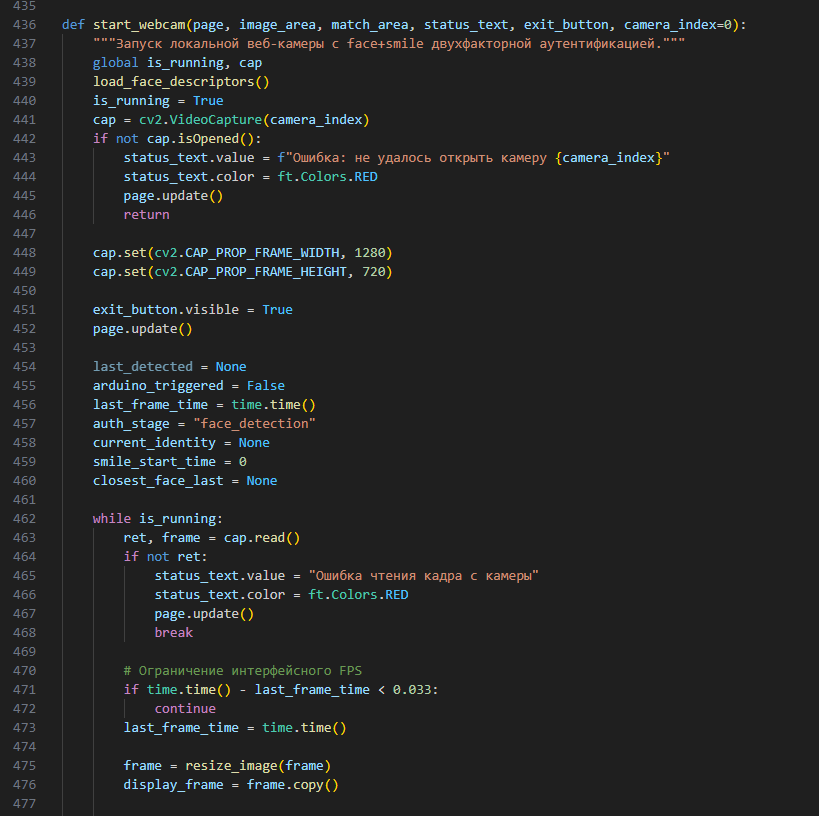 435
436 def start_webcam(page, image_area, match_area, status_text, exit_button, camera_index=0):
437     """Запуск локальной веб-камеры с face+smile двухфакторной аутентификацией."""
438     global is_running, cap
439     load_face_descriptors()
440     is_running = True
441     cap = cv2.VideoCapture(camera_index)
442     if not cap.isOpened():
443         status_text.value = f"Ошибка: не удалось открыть камеру {camera_index}"
444         status_text.color = ft.Colors.RED
445         page.update()
446         return
447
448     cap.set(cv2.CAP_PROP_FRAME_WIDTH, 1280)
449     cap.set(cv2.CAP_PROP_FRAME_HEIGHT, 720)
450
451     exit_button.visible = True
452     page.update()
453
454     last_detected = None
455     arduino_triggered = False
456     last_frame_time = time.time()
457     auth_stage = "face_detection"
458     current_identity = None
459     smile_start_time = 0
460     closest_face_last = None
461
462     while is_running:
463         ret, frame = cap.read()
464         if not ret:
465             status_text.value = "Ошибка чтения кадра с камеры"
466             status_text.color = ft.Colors.RED
467             page.update()
468             break
469
470         # Ограничение интерфейсного FPS
471         if time.time() - last_frame_time < 0.033:
472             continue
473         last_frame_time = time.time()
474
475         frame = resize_image(frame)
476         display_frame = frame.copy()
477